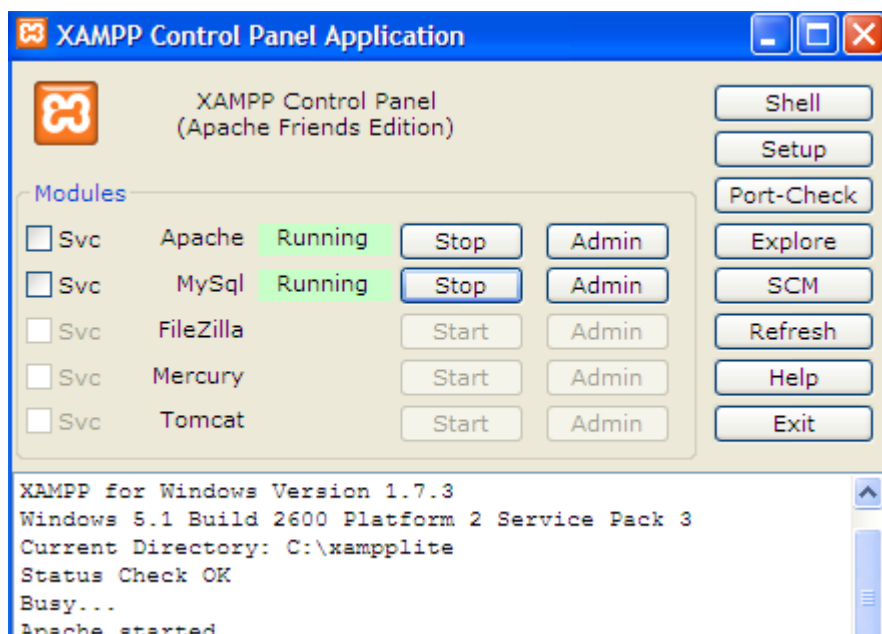 XAMPP Control Panel Application
XAMPP Control Panel
(Apache Friends Edition)
Shell
Setup
Port-Check
Explore
SCM
Refresh
Help
Exit
Modules
Svc Apache Running Stop Admin
Svc MySql Running Stop Admin
Svc FileZilla Start Admin
Svc Mercury Start Admin
Svc Tomcat Start Admin
XAMPP for Windows Version 1.7.3
Windows 5.1 Build 2600 Platform 2 Service Pack 3
Current Directory: C:\xampplite
Status Check OK
Busy...
Apache started